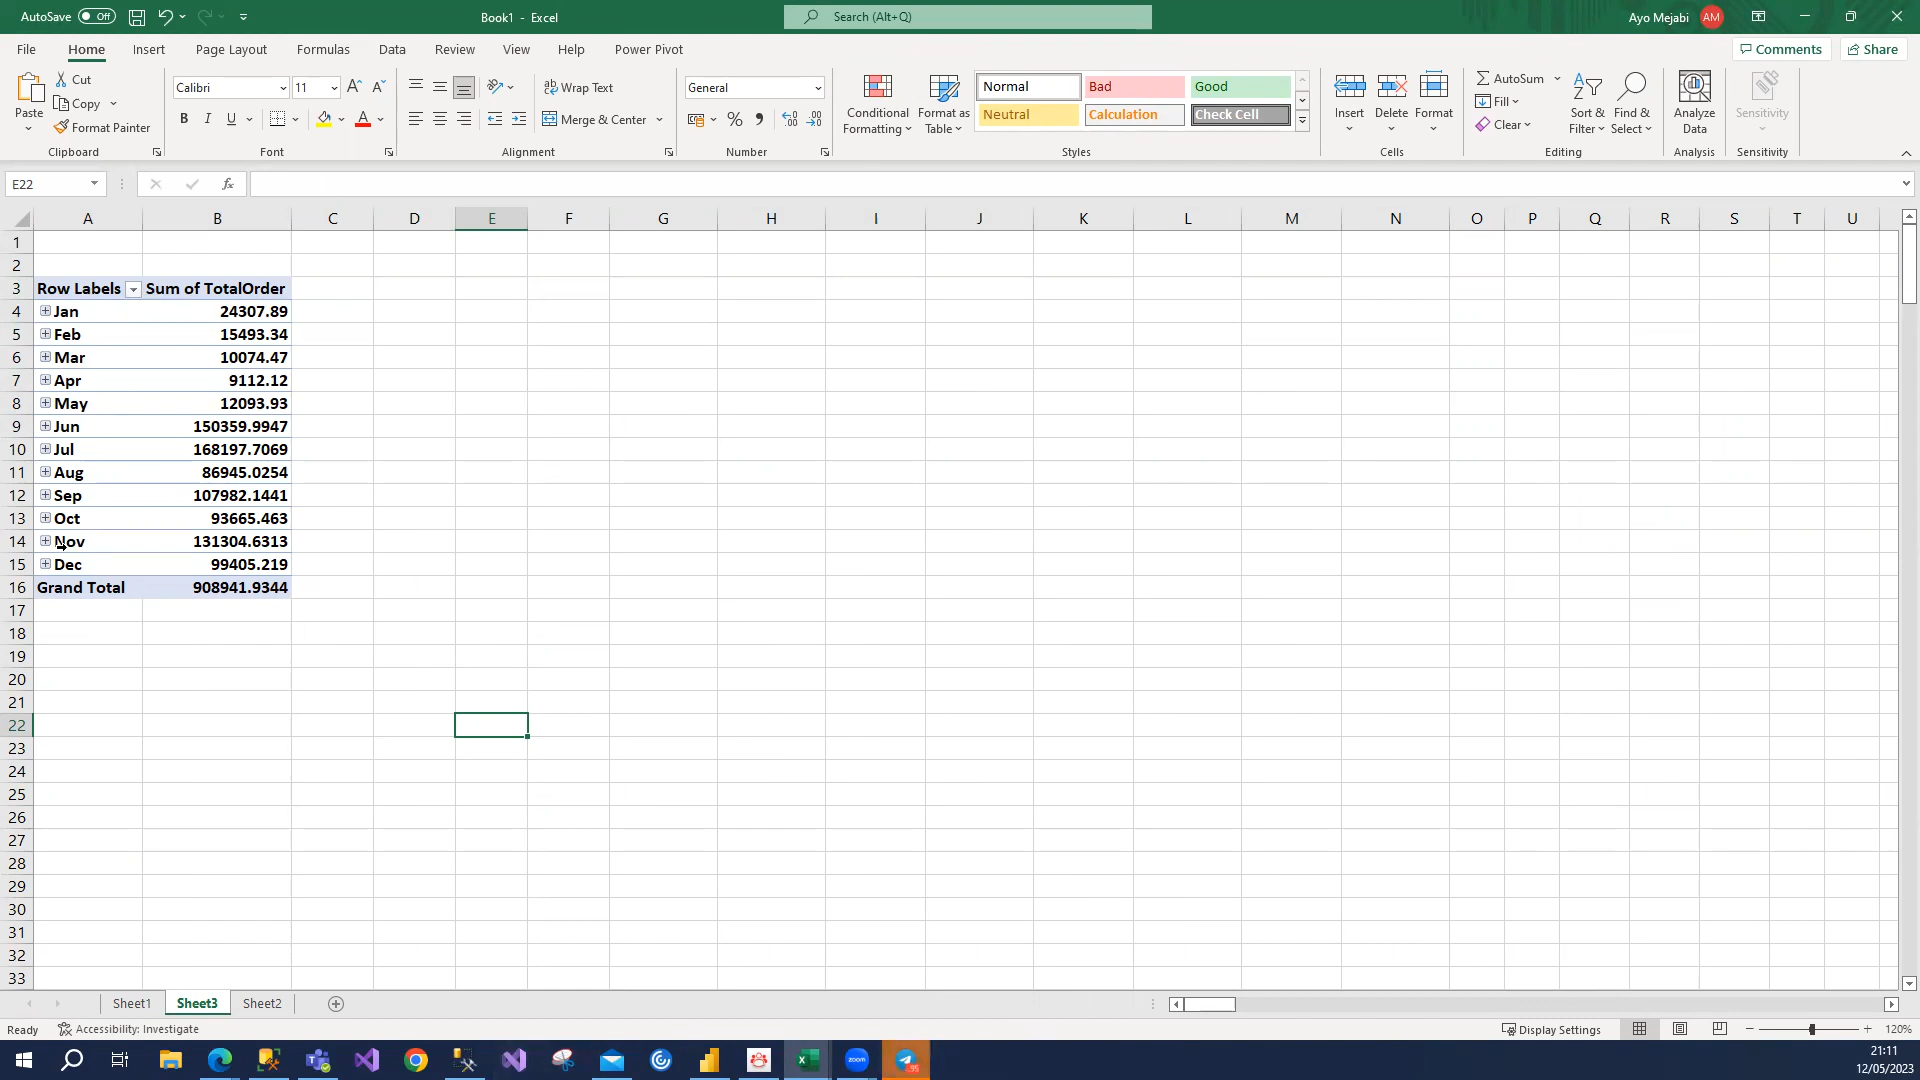 AutoSave Off
Book1 - Excel
Search (Alt+Q)
Ayo Mejabi AM
File Home Insert Page Layout Formulas Data Review View Help Power Pivot
Comments Share
Paste
Cut
Copy
Format Painter
Clipboard
Calibri 11
B I U
Font
Wrap Text
Merge & Center
Alignment
General
Number
Conditional Formatting
Format as Table
Normal Bad Good
Neutral Calculation Check Cell
Styles
Insert Delete Format
Cells
AutoSum
Fill
Clear
Sort & Filter
Find & Select
Editing
Analyze Data
Analysis
Sensitivity
Sensitivity
E22 fx
A B C D E F G H I J K L M N O P Q R S T U
1
2
3 Row Labels Sum of TotalOrder
4 Jan 24307.89
5 Feb 15493.34
6 Mar 10074.47
7 Apr 9112.12
8 May 12093.93
9 Jun 150359.9947
10 Jul 168197.7069
11 Aug 86945.0254
12 Sep 107982.1441
13 Oct 93665.463
14 Nov 131304.6313
15 Dec 99405.219
16 Grand Total 908941.9344
17
18
19
20
21
22
23
24
25
26
27
28
29
30
31
32
33
Sheet1 Sheet3 Sheet2
Ready Accessibility: Investigate
Display Settings 120%
zoom
95
21:11
12/05/2023